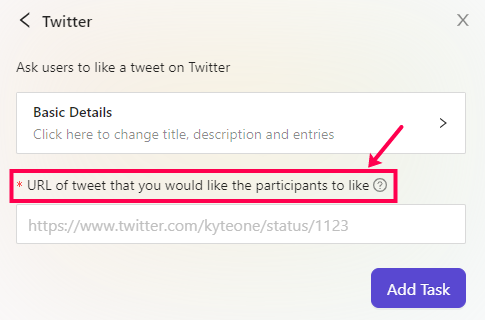 Twitter
Ask users to like a tweet on Twitter
Basic Details
Click here to change title, description and entries
* URL of tweet that you would like the participants to like
https://www.twitter.com/kyteone/status/1123
Add Task